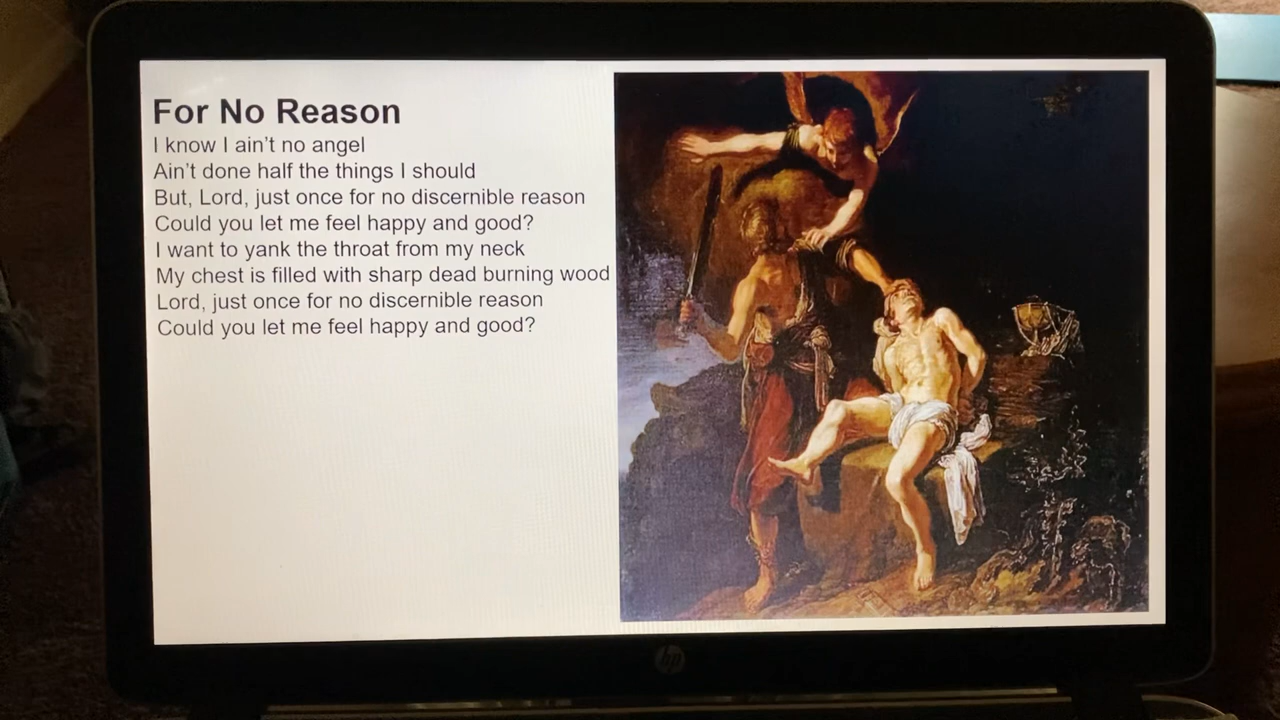 For No Reason
I know I ain't no angel
Ain't done half the things I should
But, Lord, just once for no discernible reason
Could you let me feel happy and good?
I want to yank the throat from my neck
My chest is filled with sharp dead burning wood
Lord, just once for no discernible reason
Could you let me feel happy and good?
hp